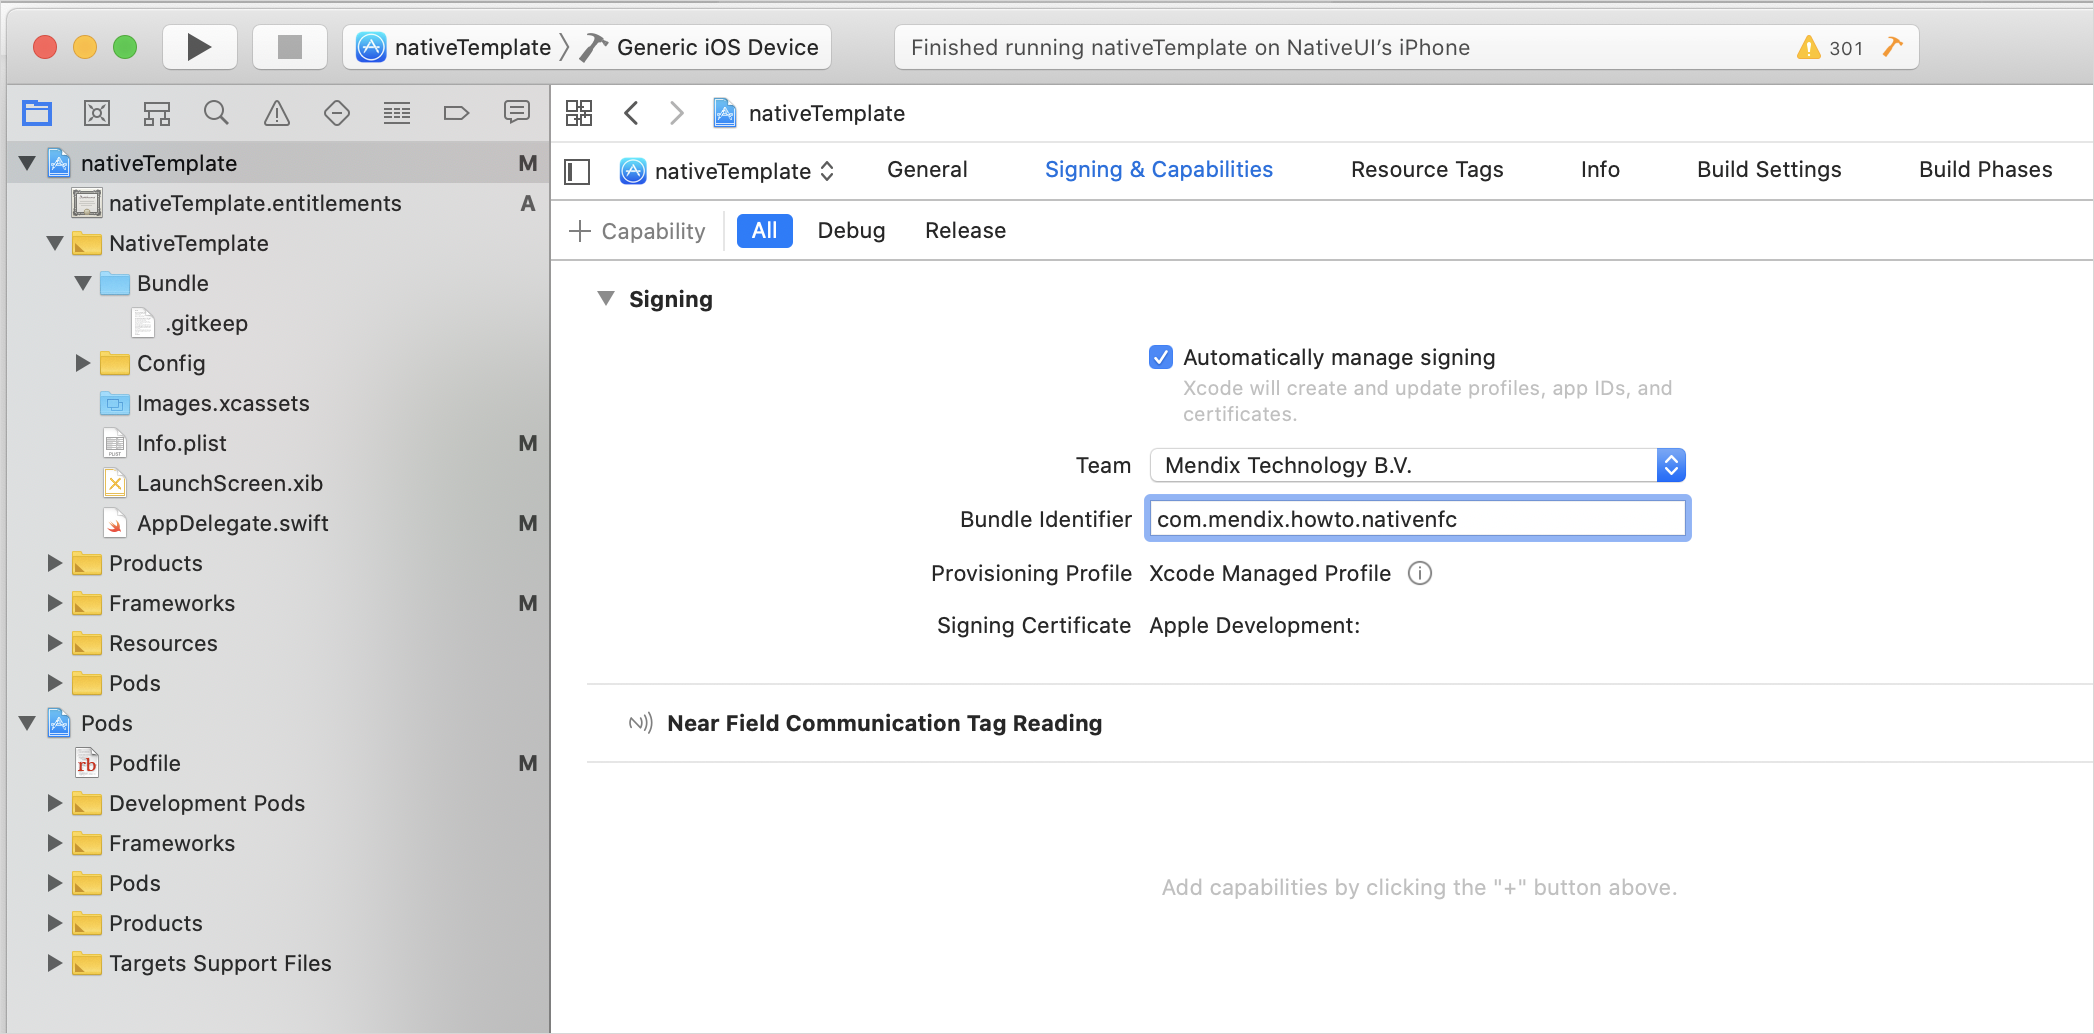 nativeTemplate Generic iOS Device
Finished running nativeTemplate on NativeUI’s iPhone
301
nativeTemplate M
nativeTemplate.entitlements A
NativeTemplate
Bundle
.gitkeep
Config
Images.xcassets
Info.plist M
LaunchScreen.xib
AppDelegate.swift M
Products
Frameworks M
Resources
Pods
Pods
Podfile M
Development Pods
Frameworks
Pods
Products
Targets Support Files
nativeTemplate
nativeTemplate General Signing & Capabilities Resource Tags Info Build Settings Build Phases
+ Capability All Debug Release
Signing
Automatically manage signing
Xcode will create and update profiles, app IDs, and
certificates.
Team Mendix Technology B.V.
Bundle Identifier com.mendix.howto.nativenfc
Provisioning Profile Xcode Managed Profile
Signing Certificate Apple Development:
Near Field Communication Tag Reading
Add capabilities by clicking the "+" button above.